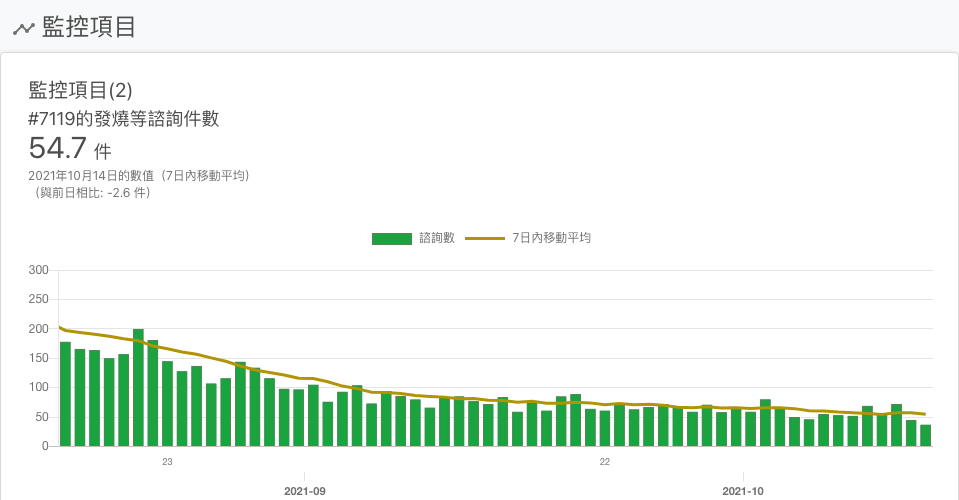 監控項目
監控項目(2)
#7119的發燒等諮詢件數
54.7 件
2021年10月14日的數值（7日內移動平均）
（與前日相比: -2.6 件）
諮詢數 7日內移動平均
300
250
200
150
100
50
0
23 22
2021-09 2021-10